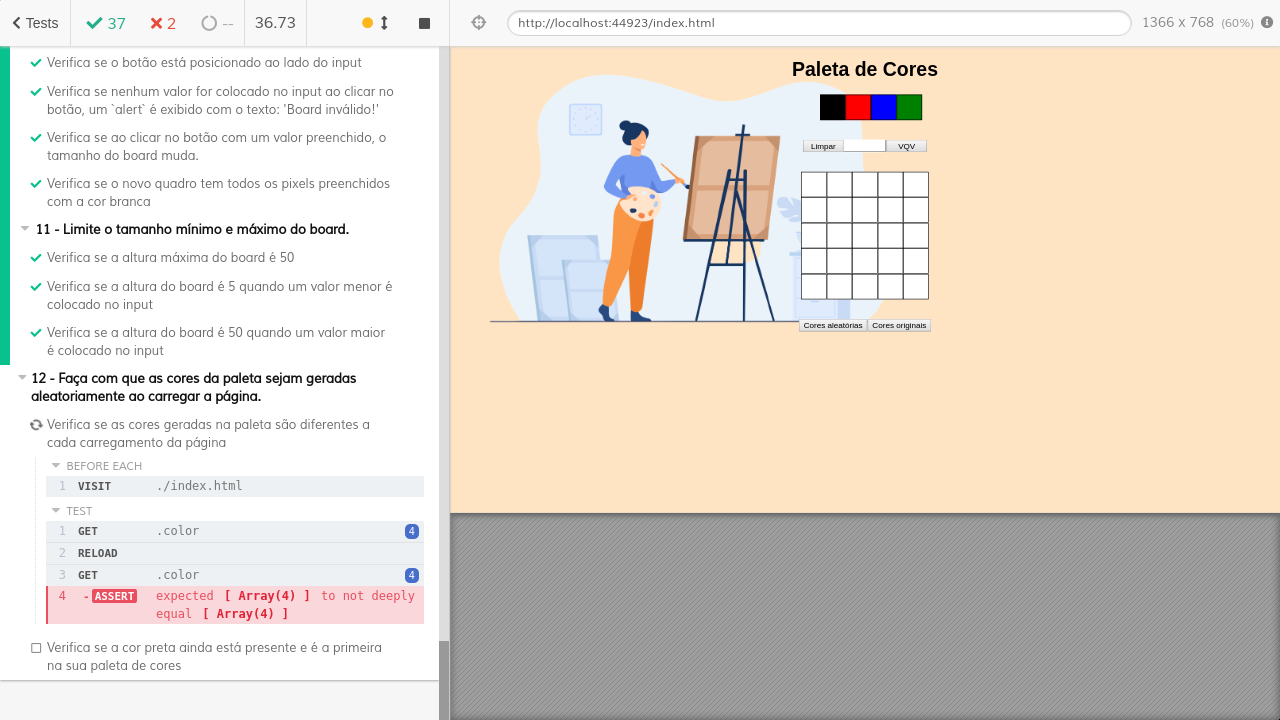 Tests
37
2
--
36.73
http://localhost:44923/index.html
1366 x 768 (60%)
Verifica se o botão está posicionado ao lado do input
Verifica se nenhum valor for colocado no input ao clicar no
botão, um `alert` é exibido com o texto: 'Board inválido!'
Verifica se ao clicar no botão com um valor preenchido, o
tamanho do board muda.
Verifica se o novo quadro tem todos os pixels preenchidos
com a cor branca
11 - Limite o tamanho mínimo e máximo do board.
Verifica se a altura máxima do board é 50
Verifica se a altura do board é 5 quando um valor menor é
colocado no input
Verifica se a altura do board é 50 quando um valor maior
é colocado no input
12 - Faça com que as cores da paleta sejam geradas
aleatoriamente ao carregar a página.
Verifica se as cores geradas na paleta são diferentes a
cada carregamento da página
BEFORE EACH
1 VISIT ./index.html
TEST
1 GET .color 4
2 RELOAD
3 GET .color 4
4 -ASSERT expected [ Array(4) ] to not deeply
equal [ Array(4) ]
Verifica se a cor preta ainda está presente e é a primeira
na sua paleta de cores
Paleta de Cores
Limpar
VQV
Cores aleatórias
Cores originais